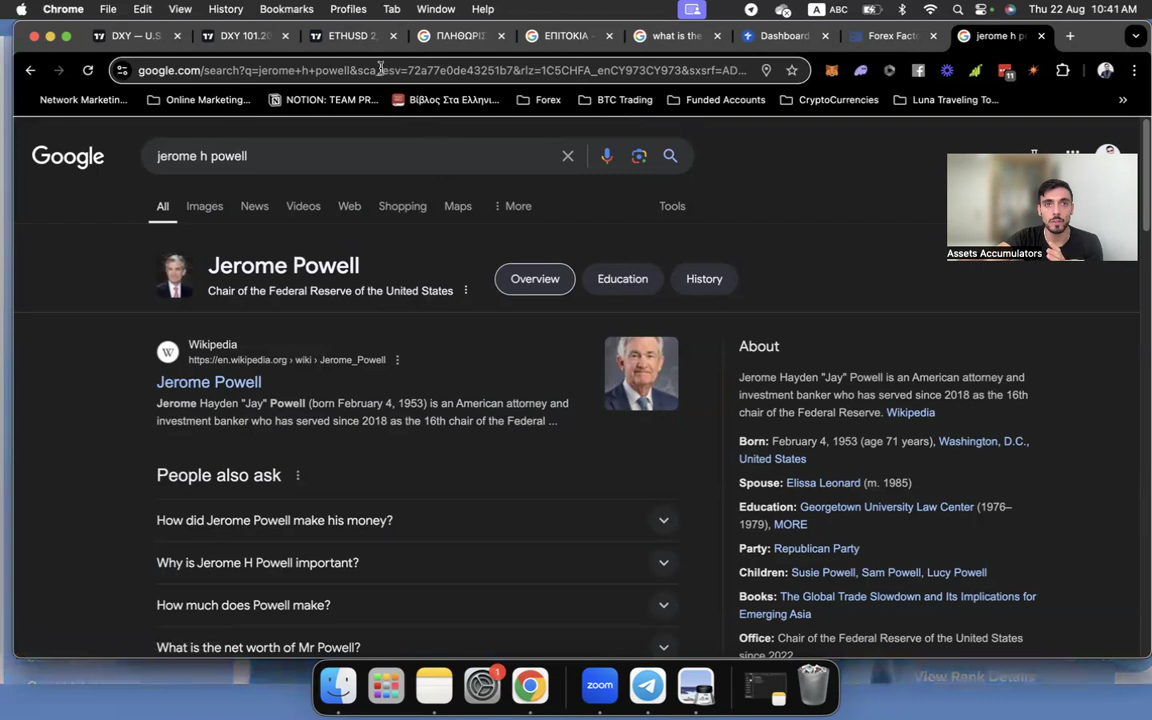 Chrome File Edit View History Bookmarks Profiles Tab Window Help A ABC Thu 22 Aug 10:41 AM
DXY — U.S DXY 101.20 ETHUSD 2, ΠΛΗΘΩΡΙΣ ΕΠΙΤΟΚΙΑ - what is the Dashboard Forex Fact jerome h p
google.com/search?q=jerome+h+powell&sca_esv=72a77e0de43251b7&rlz=1C5CHFA_enCY973CY973&sxsrf=AD... 11
Network Marketin... Online Marketing... NOTION: TEAM PR... Βίβλος Στα Ελληνι... Forex BTC Trading Funded Accounts CryptoCurrencies Luna Traveling To... »
Google
jerome h powell
All Images News Videos Web Shopping Maps More Tools
Assets Accumulators
Jerome Powell
Chair of the Federal Reserve of the United States
Overview Education History
W
Wikipedia
https://en.wikipedia.org › wiki › Jerome_Powell
Jerome Powell
Jerome Hayden "Jay" Powell (born February 4, 1953) is an American attorney and
investment banker who has served since 2018 as the 16th chair of the Federal Reserve ...
People also ask
How did Jerome Powell make his money?
Why is Jerome H Powell important?
How much does Powell make?
What is the net worth of Mr Powell?
About
Jerome Hayden "Jay" Powell is an American attorney and
investment banker who has served since 2018 as the 16th
chair of the Federal Reserve. Wikipedia
Born: February 4, 1953 (age 71 years), Washington, D.C.,
United States
Spouse: Elissa Leonard (m. 1985)
Education: Georgetown University Law Center (1976–
1979), MORE
Party: Republican Party
Children: Susie Powell, Sam Powell, Lucy Powell
Books: The Global Trade Slowdown and Its Implications for
Emerging Asia
Office: Chair of the Federal Reserve of the United States
since 2022
1
zoom
View Rank Details